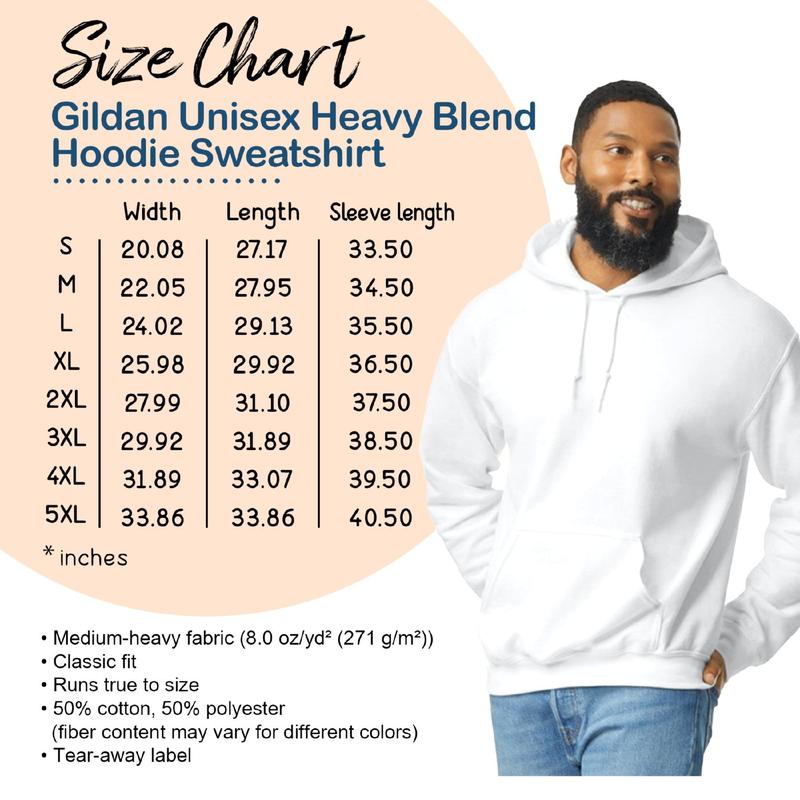 Size Chart
Gildan Unisex Heavy Blend
Hoodie Sweatshirt
Width Length Sleeve length
S 20.08 27.17 33.50
M 22.05 27.95 34.50
L 24.02 29.13 35.50
XL 25.98 29.92 36.50
2XL 27.99 31.10 37.50
3XL 29.92 31.89 38.50
4XL 31.89 33.07 39.50
5XL 33.86 33.86 40.50
* inches
• Medium-heavy fabric (8.0 oz/yd² (271 g/m²))
• Classic fit
• Runs true to size
• 50% cotton, 50% polyester
(fiber content may vary for different colors)
• Tear-away label